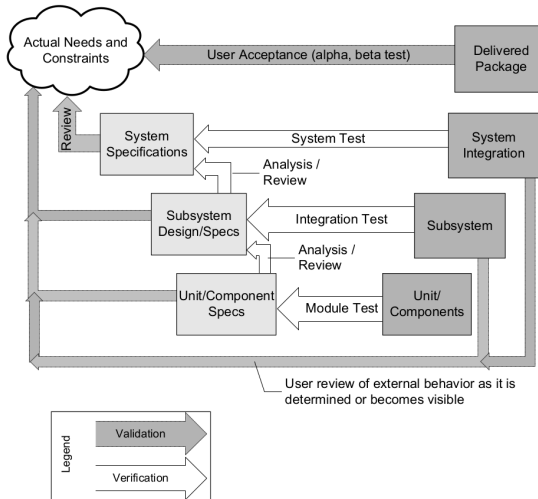 Actual Needs and
Constraints
User Acceptance (alpha, beta test)
Delivered
Package
Review
System
Specifications
System Test
System
Integration
Analysis /
Review
Subsystem
Design/Specs
Integration Test
Subsystem
Analysis /
Review
Unit/Component
Specs
Module Test
Unit/
Components
User review of external behavior as it is
determined or becomes visible
Legend
Validation
Verification